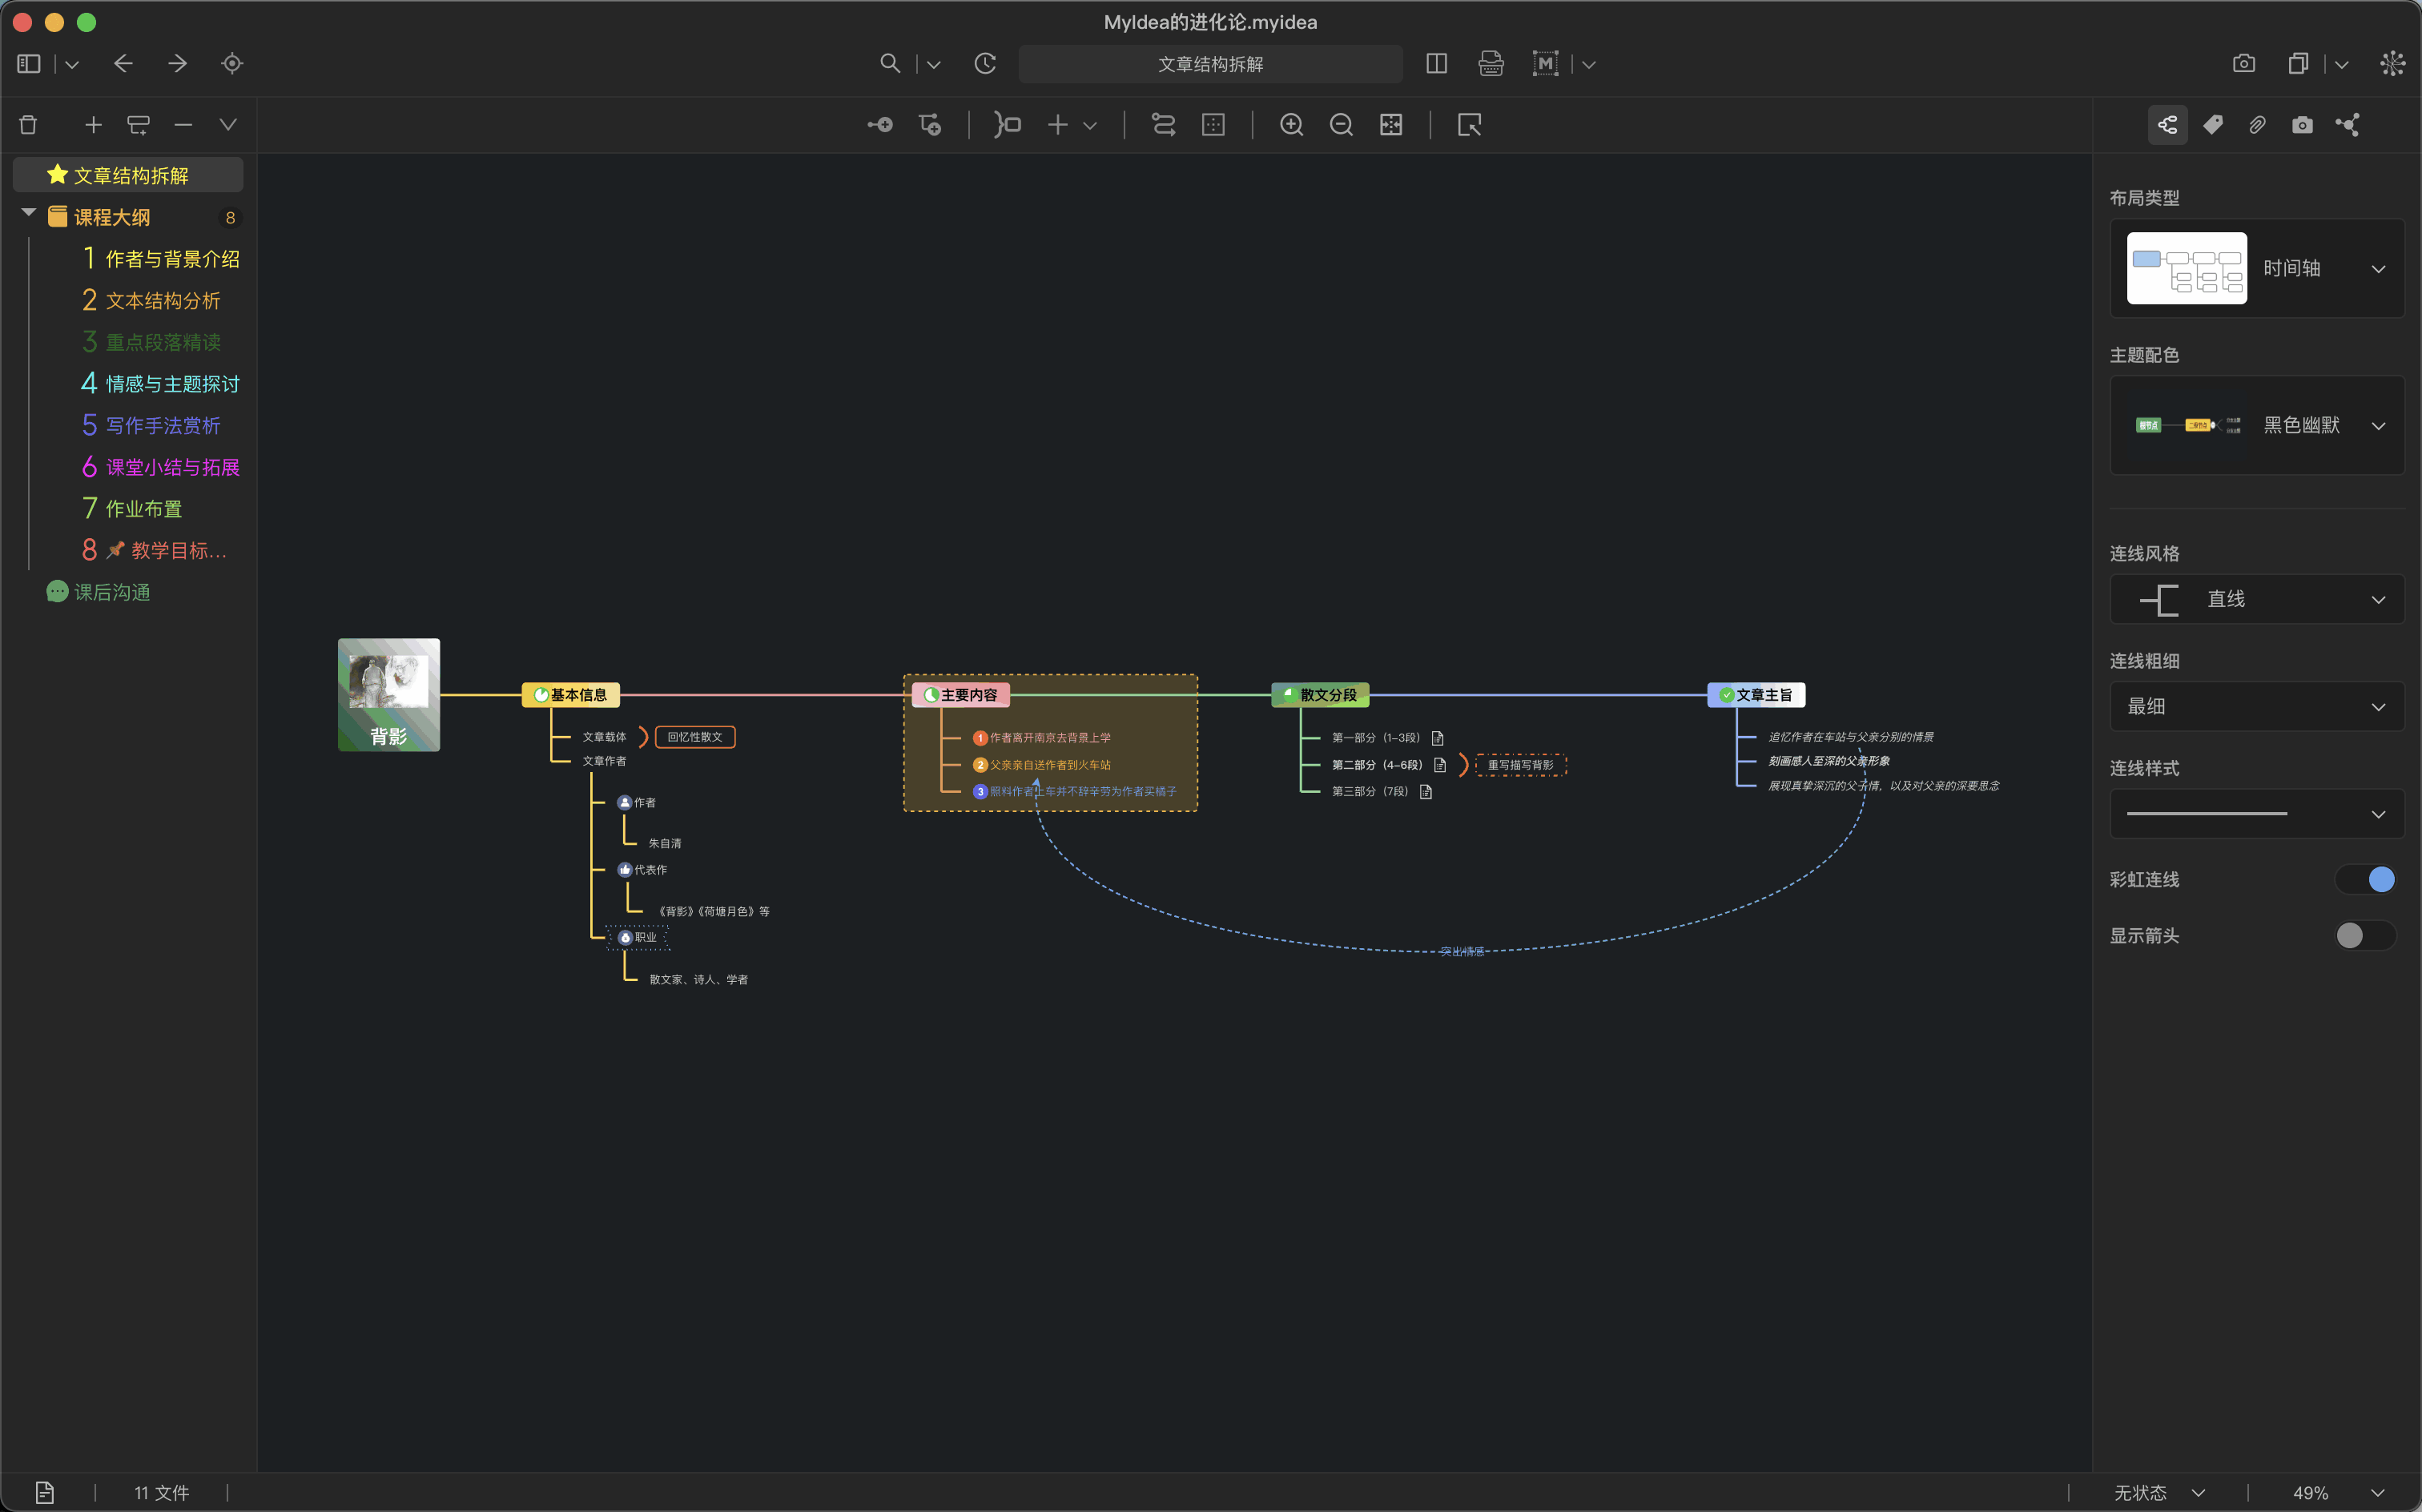 MyIdea的进化论.myidea
文章结构拆解
M
文章结构拆解
课程大纲 8
1 作者与背景介绍
2 文本结构分析
3 重点段落精读
4 情感与主题探讨
5 写作手法赏析
6 课堂小结与拓展
7 作业布置
8 教学目标...
课后沟通
背影
基本信息
文章载体 回忆性散文
文章作者
作者
朱自清
代表作
《背影》《荷塘月色》等
职业
散文家、诗人、学者
主要内容
1 作者离开南京去背景上学
2 父亲亲自送作者到火车站
3 照料作者上车并不辞辛劳为作者买橘子
散文分段
第一部分（1-3段）
第二部分（4-6段） 重写描写背影
第三部分（7段）
文章主旨
追忆作者在车站与父亲分别的情景
刻画感人至深的父亲形象
展现真挚深沉的父子情，以及对父亲的深要思念
突出情感
布局类型
时间轴
主题配色
根节点 二级节点
黑色幽默
连线风格
直线
连线粗细
最细
连线样式
彩虹连线
显示箭头
11 文件
无状态
49%